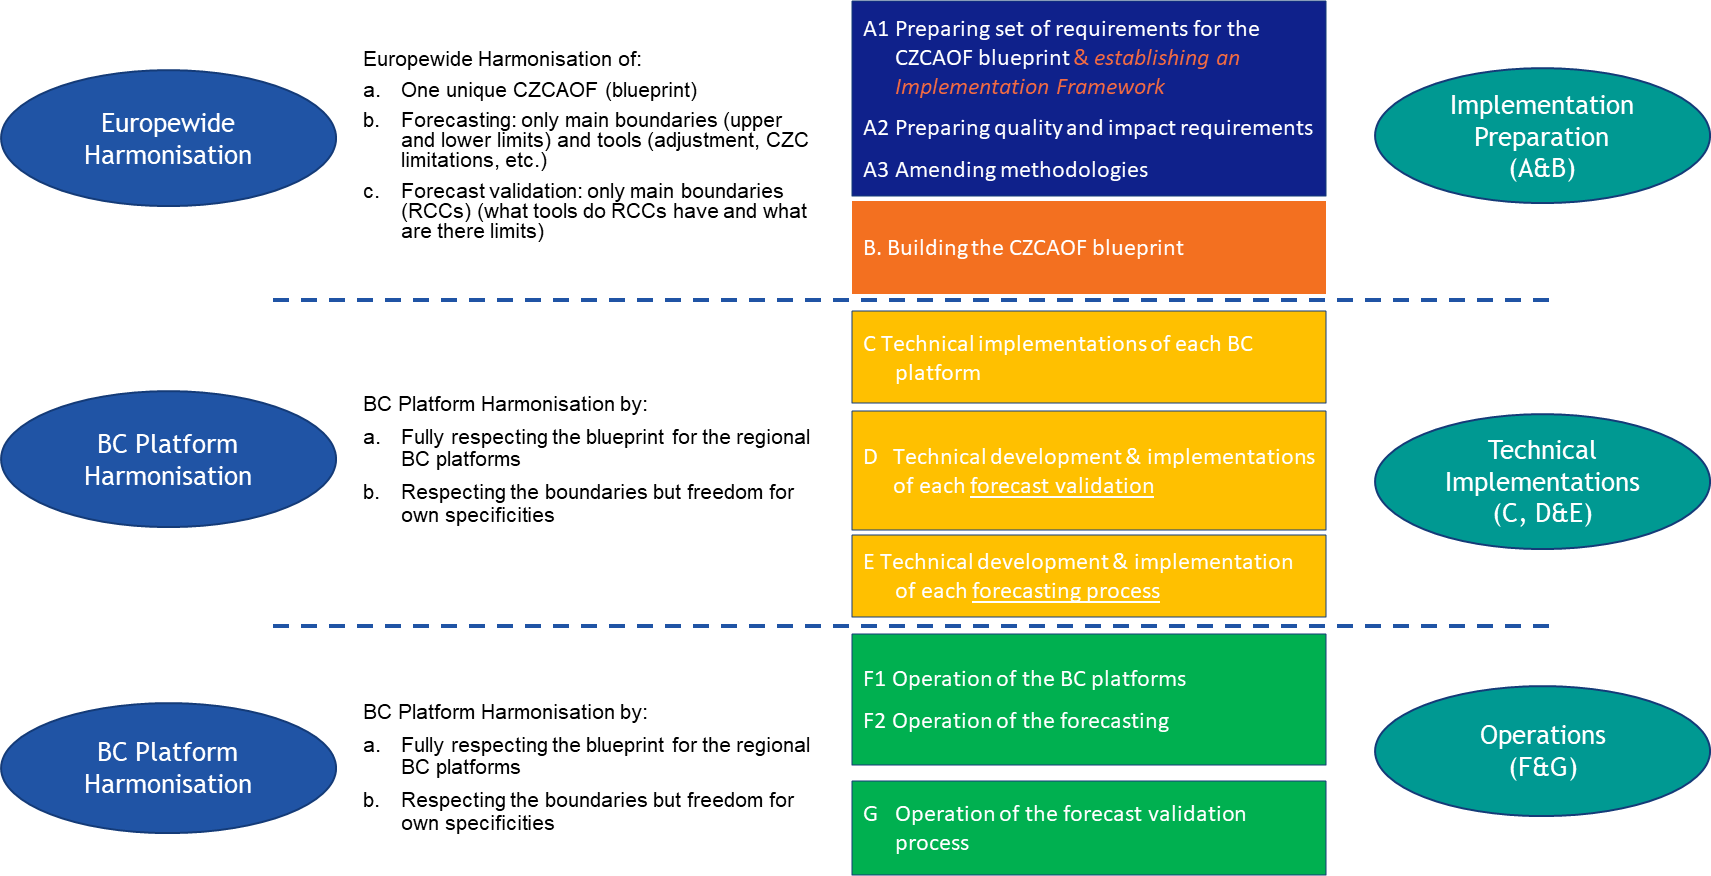 Europewide
Harmonisation
Europewide Harmonisation of:
a. One unique CZCAOF (blueprint)
b. Forecasting: only main boundaries (upper
and lower limits) and tools (adjustment, CZC
limitations, etc.)
c. Forecast validation: only main boundaries
(RCCs) (what tools do RCCs have and what
are there limits)
A1 Preparing set of requirements for the
CZCAOF blueprint & establishing an
Implementation Framework
A2 Preparing quality and impact requirements
A3 Amending methodologies
B. Building the CZCAOF blueprint
Implementation
Preparation
(A&B)
BC Platform
Harmonisation
BC Platform Harmonisation by:
a. Fully respecting the blueprint for the regional
BC platforms
b. Respecting the boundaries but freedom for
own specificities
C Technical implementations of each BC
platform
D Technical development & implementations
of each forecast validation
E Technical development & implementation
of each forecasting process
Technical
Implementations
(C, D&E)
BC Platform
Harmonisation
BC Platform Harmonisation by:
a. Fully respecting the blueprint for the regional
BC platforms
b. Respecting the boundaries but freedom for
own specificities
F1 Operation of the BC platforms
F2 Operation of the forecasting
G Operation of the forecast validation
process
Operations
(F&G)